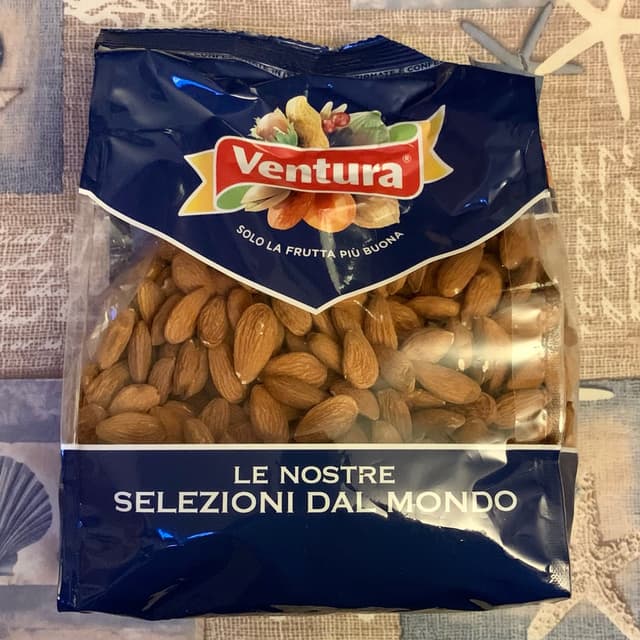 Ventura®
SOLO LA FRUTTA PIÙ BUONA
LE NOSTRE
SELEZIONI DAL MONDO